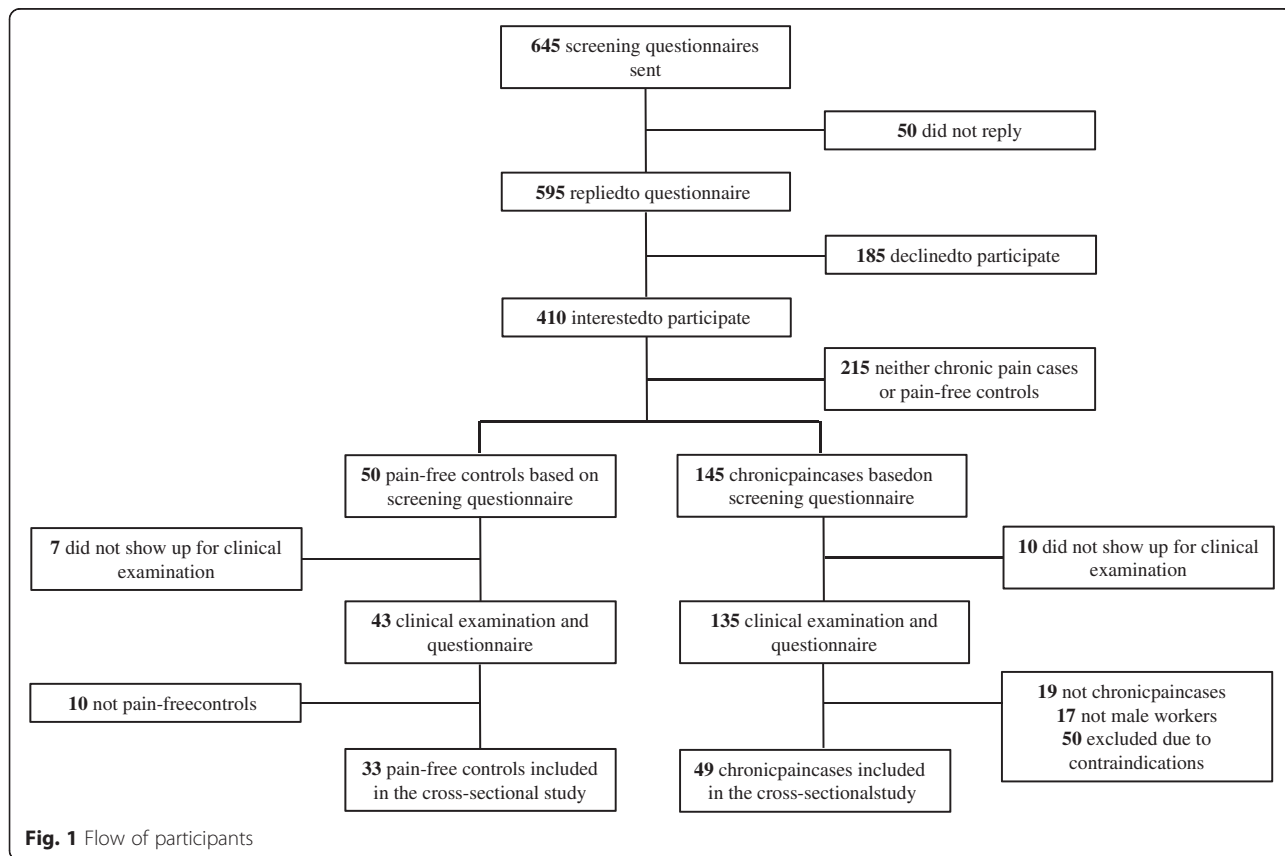 645 screening questionnaires
sent
50 did not reply
595 repliedto questionnaire
185 declinedto participate
410 interestedto participate
215 neither chronic pain cases
or pain-free controls
50 pain-free controls based on
screening questionnaire
145 chronicpaincases basedon
screening questionnaire
7 did not show up for clinical
examination
10 did not show up for clinical
examination
43 clinical examination and
questionnaire
135 clinical examination and
questionnaire
10 not pain-freecontrols
19 not chronicpaincases
17 not male workers
50 excluded due to
contraindications
33 pain-free controls included
in the cross-sectional study
49 chronicpaincases included
in the cross-sectionalstudy
Fig. 1 Flow of participants